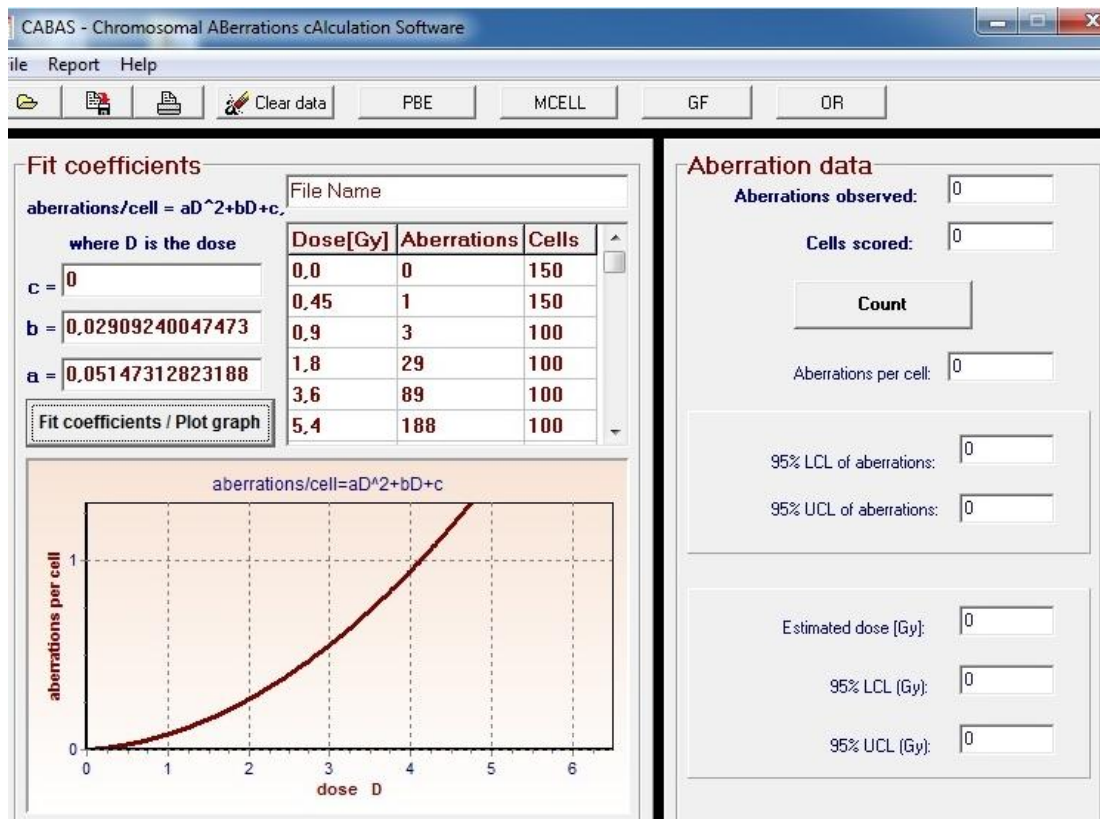 CABAS - Chromosomal ABerrations cAlculation Software
ile Report Help
Clear data PBE MCELL GF OR
Fit coefficients
aberrations/cell = aD^2+bD+c,
where D is the dose
File Name
c = 0
b = 0,02909240047473
a = 0,05147312823188
Fit coefficients / Plot graph
Dose[Gy] Aberrations Cells
0,0 0 150
0,45 1 150
0,9 3 100
1,8 29 100
3,6 89 100
5,4 188 100
aberrations/cell=aD^2+bD+c
aberrations per cell
1
0
0 1 2 3 4 5 6
dose D
Aberration data
Aberrations observed: 0
Cells scored: 0
Count
Aberrations per cell: 0
95% LCL of aberrations: 0
95% UCL of aberrations: 0
Estimated dose [Gy]: 0
95% LCL (Gy): 0
95% UCL (Gy): 0